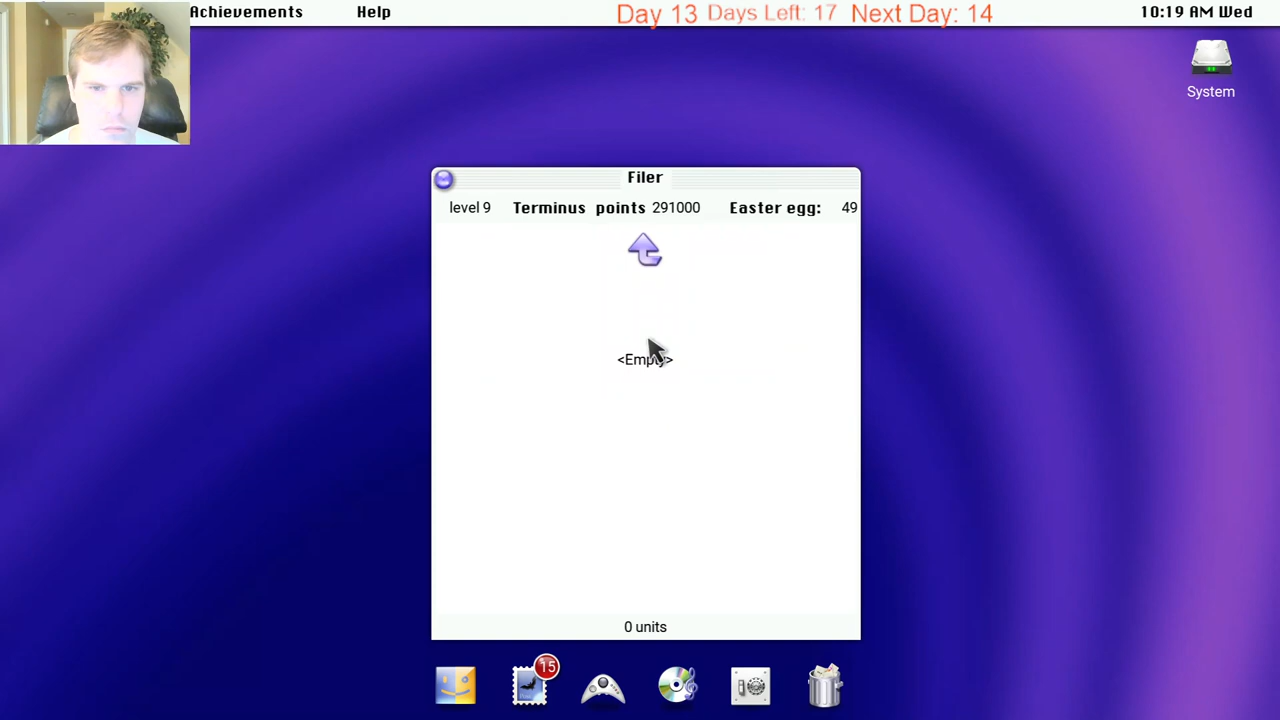 Achievements Help Day 13 Days Left: 17 Next Day: 14 10:19 AM Wed
System
Filer
level 9 Terminus points 291000 Easter egg: 49
<Empty>
0 units
15